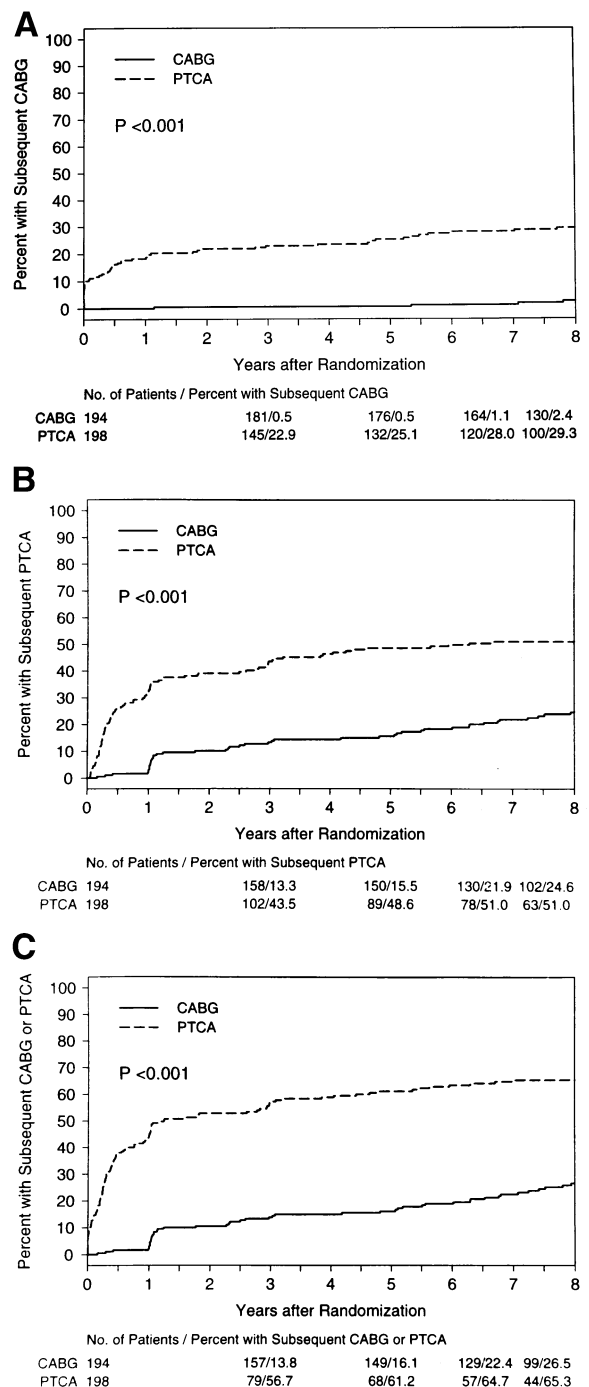 A
Percent with Subsequent CABG
100
90
80
70
60
50
40
30
20
10
0
CABG
PTCA
P <0.001
0 1 2 3 4 5 6 7 8
Years after Randomization
No. of Patients / Percent with Subsequent CABG
CABG 194 181/0.5 176/0.5 164/1.1 130/2.4
PTCA 198 145/22.9 132/25.1 120/28.0 100/29.3
B
Percent with Subsequent PTCA
100
90
80
70
60
50
40
30
20
10
0
CABG
PTCA
P <0.001
0 1 2 3 4 5 6 7 8
Years after Randomization
No. of Patients / Percent with Subsequent PTCA
CABG 194 158/13.3 150/15.5 130/21.9 102/24.6
PTCA 198 102/43.5 89/48.6 78/51.0 63/51.0
C
Percent with Subsequent CABG or PTCA
100
90
80
70
60
50
40
30
20
10
0
CABG
PTCA
P <0.001
0 1 2 3 4 5 6 7 8
Years after Randomization
No. of Patients / Percent with Subsequent CABG or PTCA
CABG 194 157/13.8 149/16.1 129/22.4 99/26.5
PTCA 198 79/56.7 68/61.2 57/64.7 44/65.3